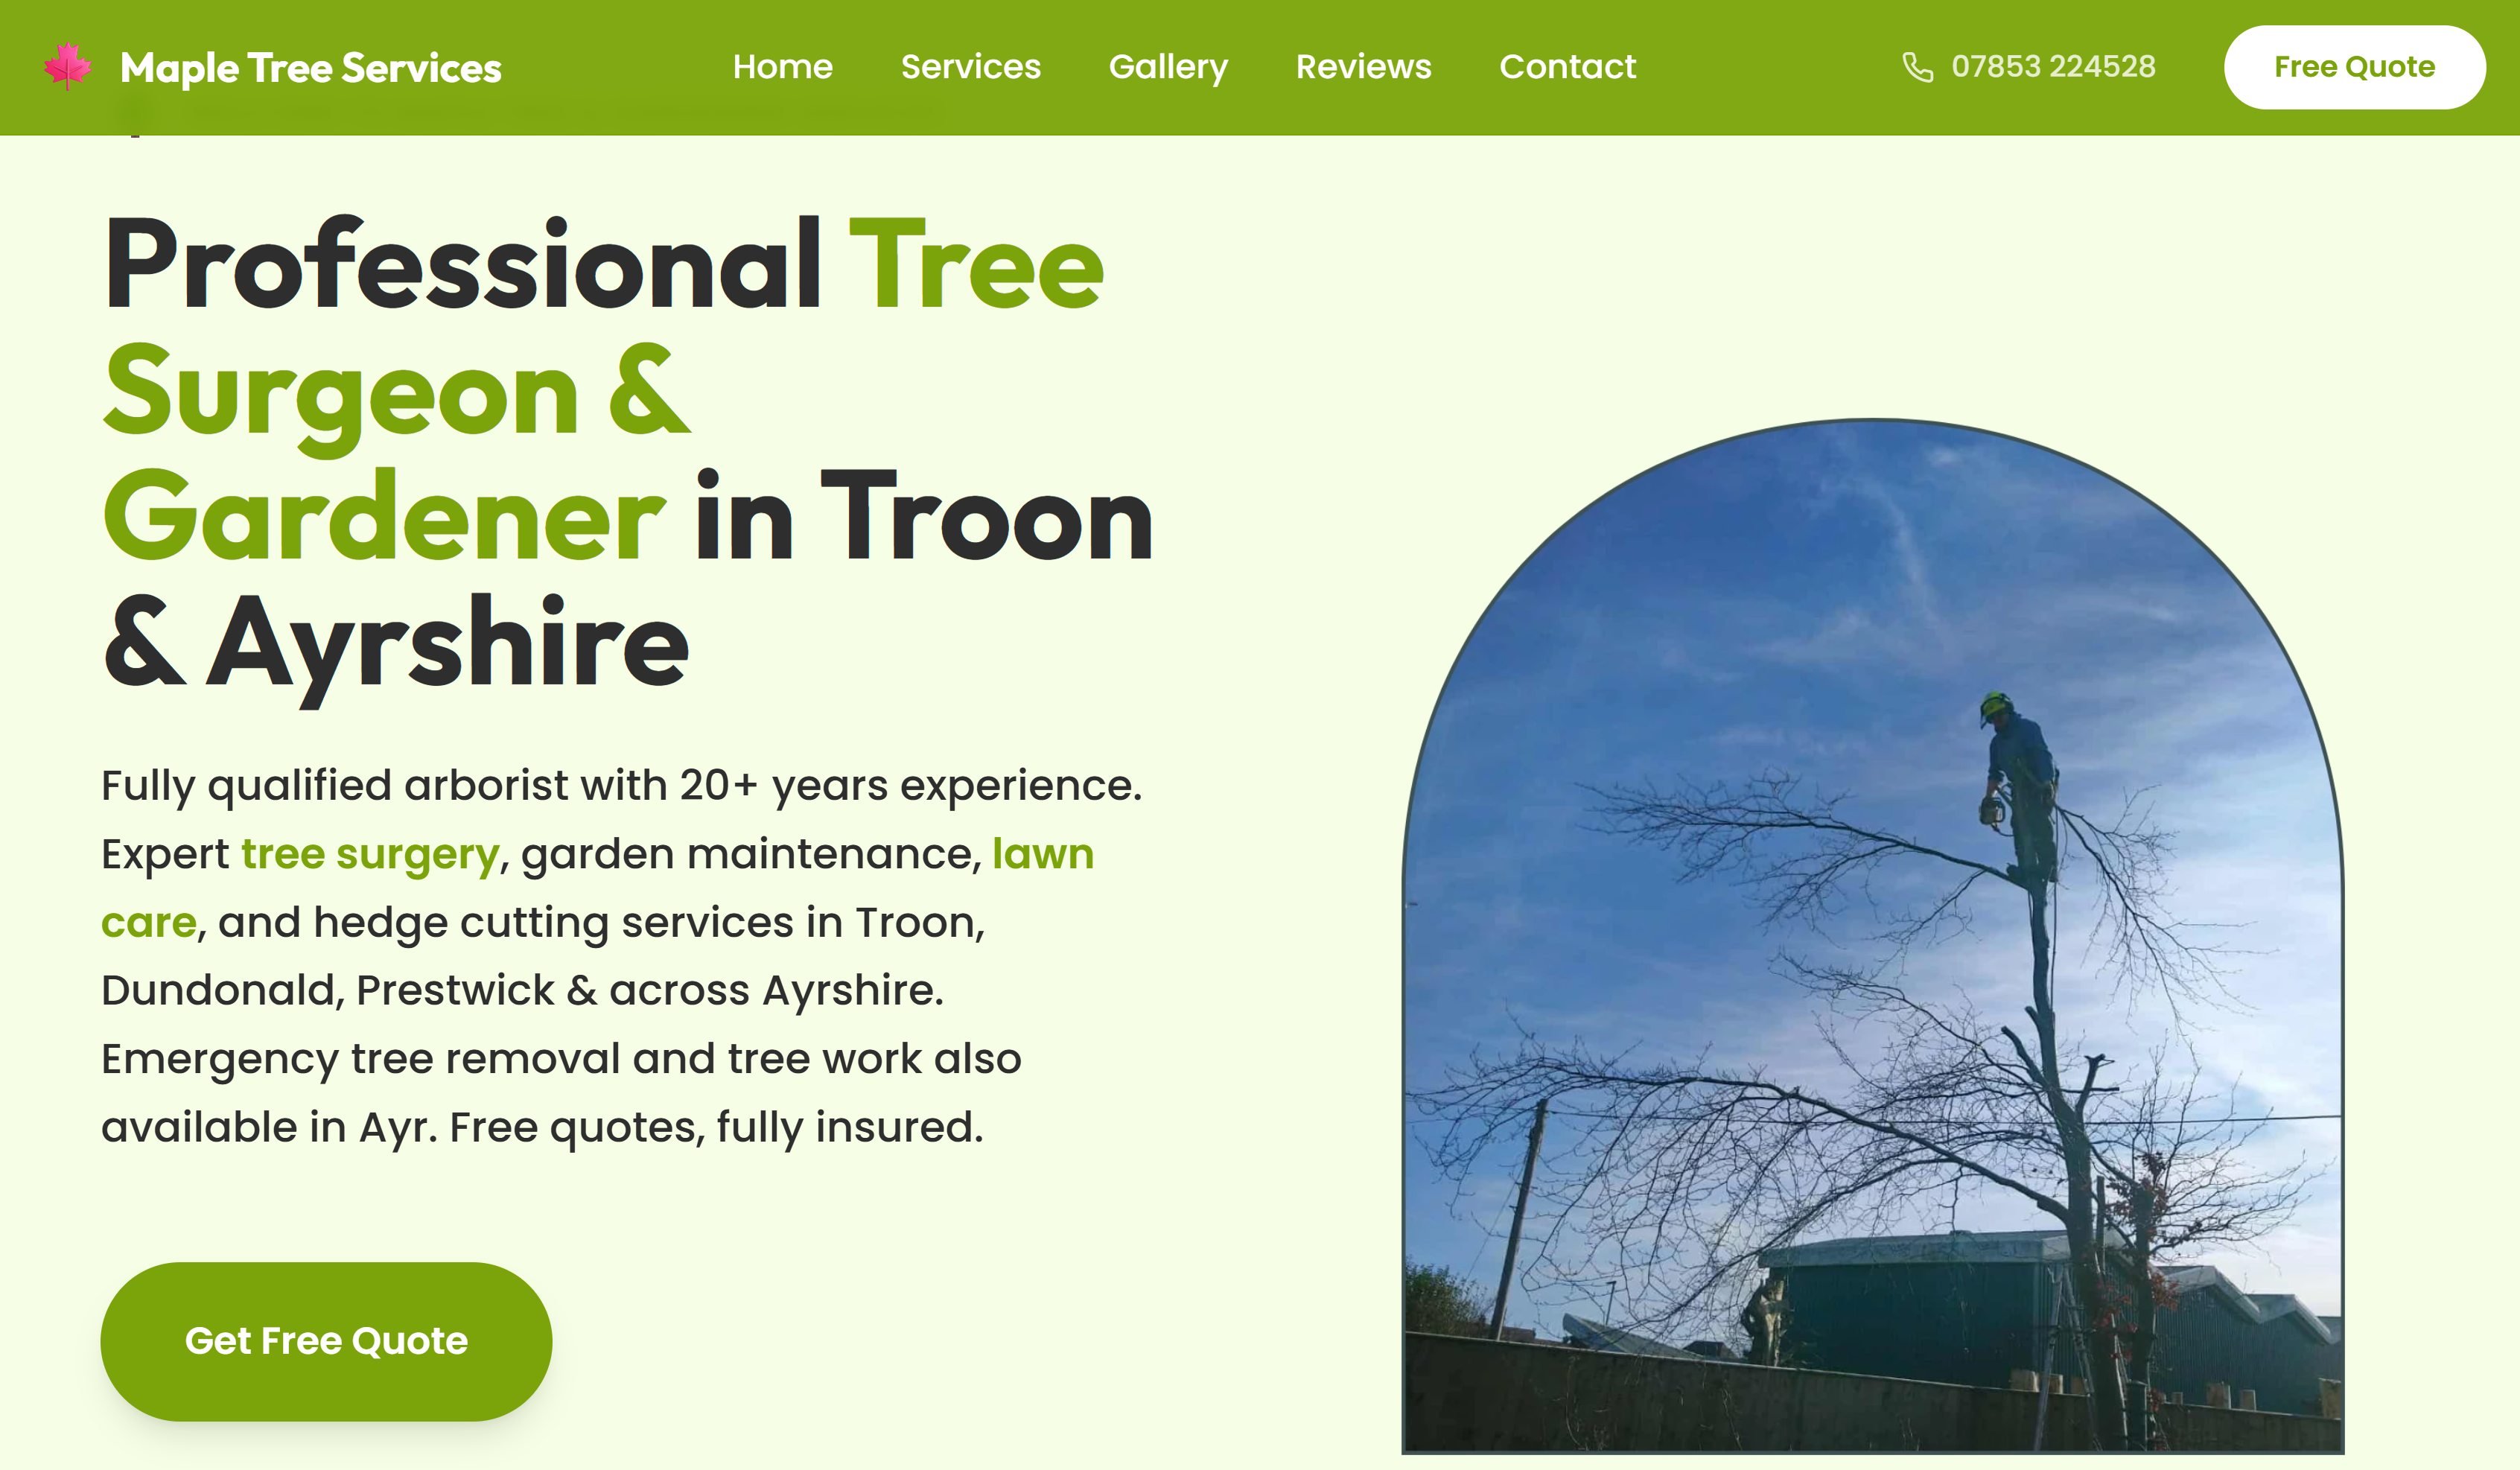 Maple Tree Services
Home
Services
Gallery
Reviews
Contact
07853 224528
Free Quote
Professional Tree
Surgeon &
Gardener in Troon
& Ayrshire
Fully qualified arborist with 20+ years experience.
Expert tree surgery, garden maintenance, lawn
care, and hedge cutting services in Troon,
Dundonald, Prestwick & across Ayrshire.
Emergency tree removal and tree work also
available in Ayr. Free quotes, fully insured.
Get Free Quote